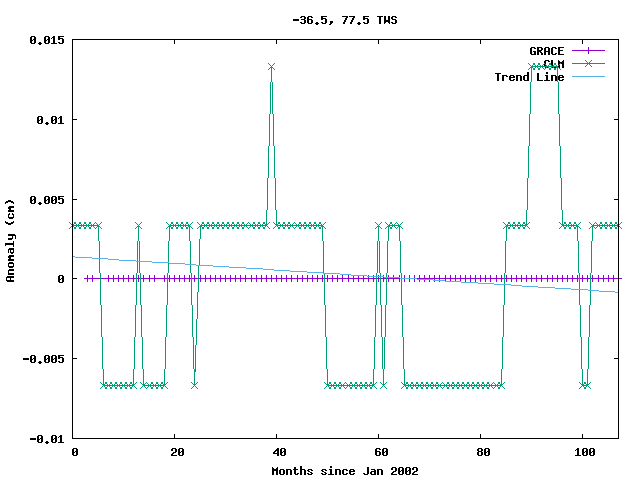 -36.5, 77.5 TWS
0.015
0.01
0.005
0
-0.005
-0.01
Anomaly (cm)
GRACE
CLM
Trend Line
0 20 40 60 80 100
Months since Jan 2002